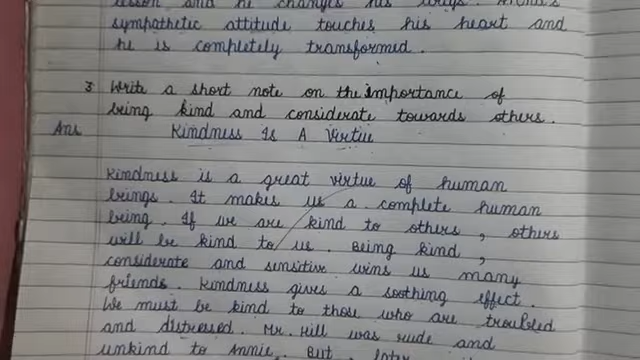 lesson and he changes his ways.
sympathetic attitude touches his heart and
he is completely transformed.
3 Write a short note on the importance of
being kind and considerate towards others.
Ans Kindness Is A Virtue
Kindness is a great virtue of human
beings. It makes us a complete human
being. If we are kind to others, others
will be kind to us. Being kind,
considerate and sensitive wins us many
friends. Kindness gives a soothing effect.
We must be kind to those who are troubled
and distressed. Mr. Hill was rude and
unkind to Annie. But, later